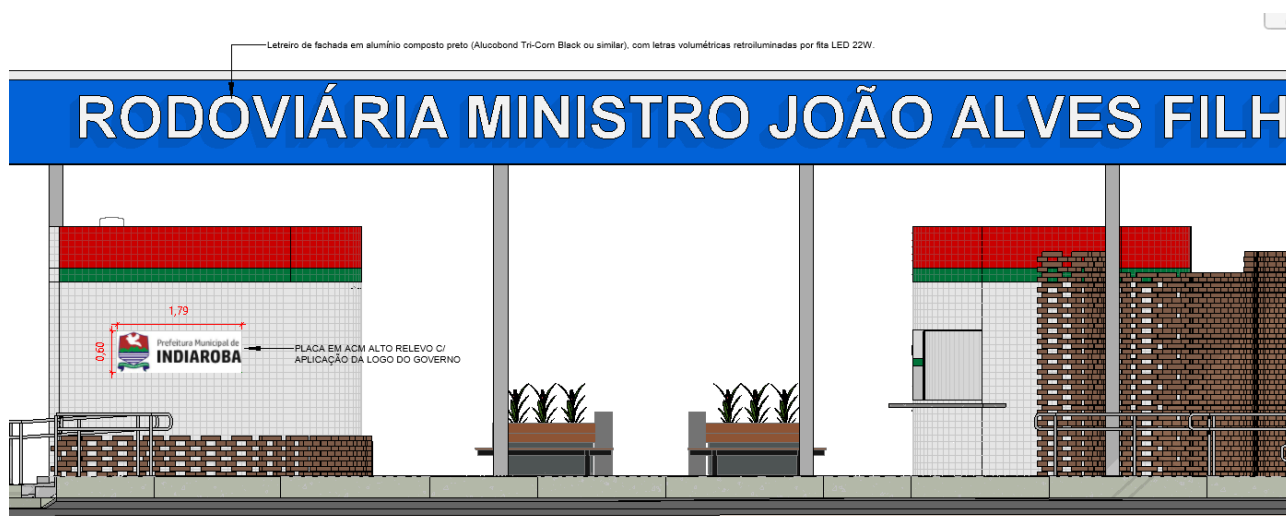 Letreiro de fachada em alumínio composto preto (Alucobond Tri-Corn Black ou similar), com letras volumétricas retroiluminadas por fita LED 22W.
RODOVIÁRIA MINISTRO JOÃO ALVES FILH
1,79
0,60
Prefeitura Municipal de
INDIAROBA
PLACA EM ACM ALTO RELEVO C/
APLICAÇÃO DA LOGO DO GOVERNO